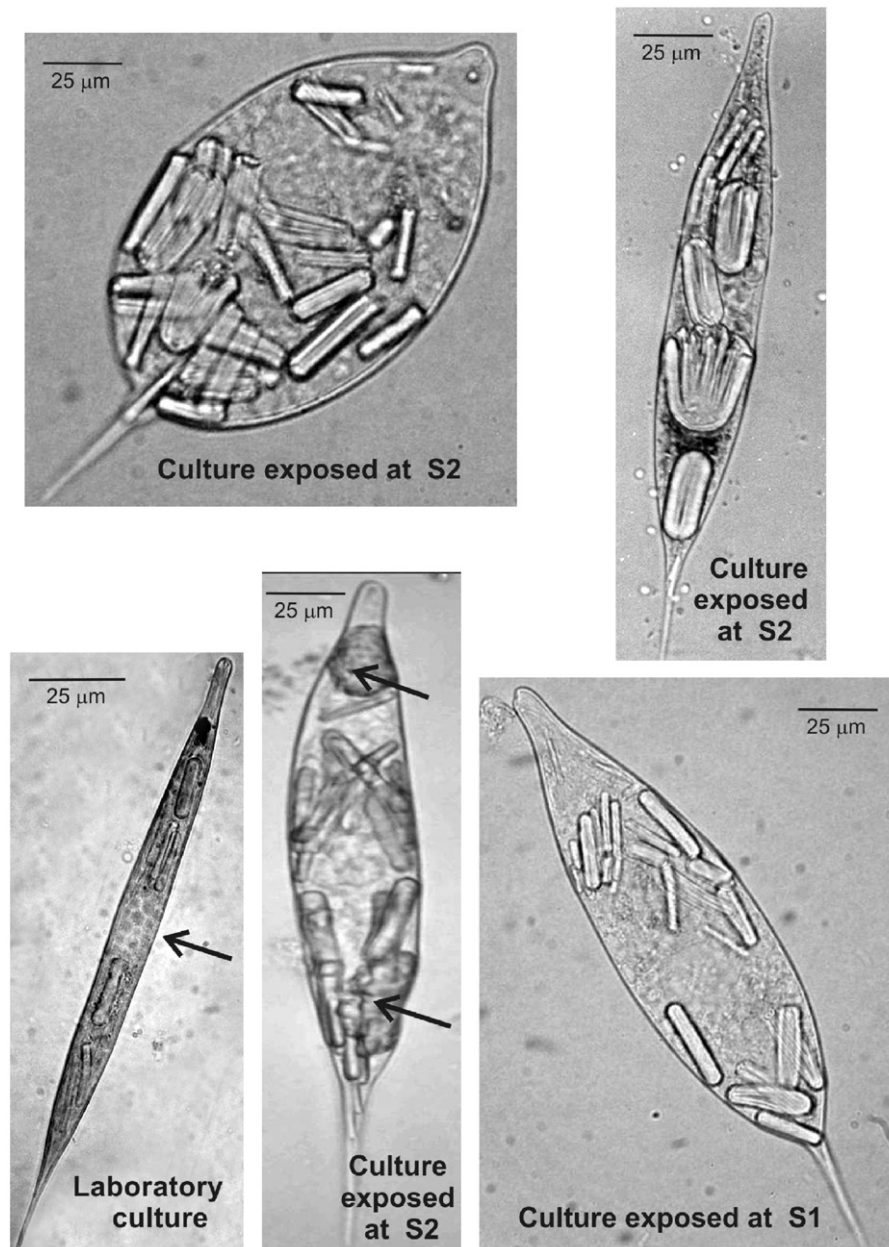 25 µm
Culture exposed at S2
25 µm
Culture
exposed
at S2
25 µm
Laboratory
culture
25 µm
Culture
exposed
at S2
25 µm
Culture exposed at S1